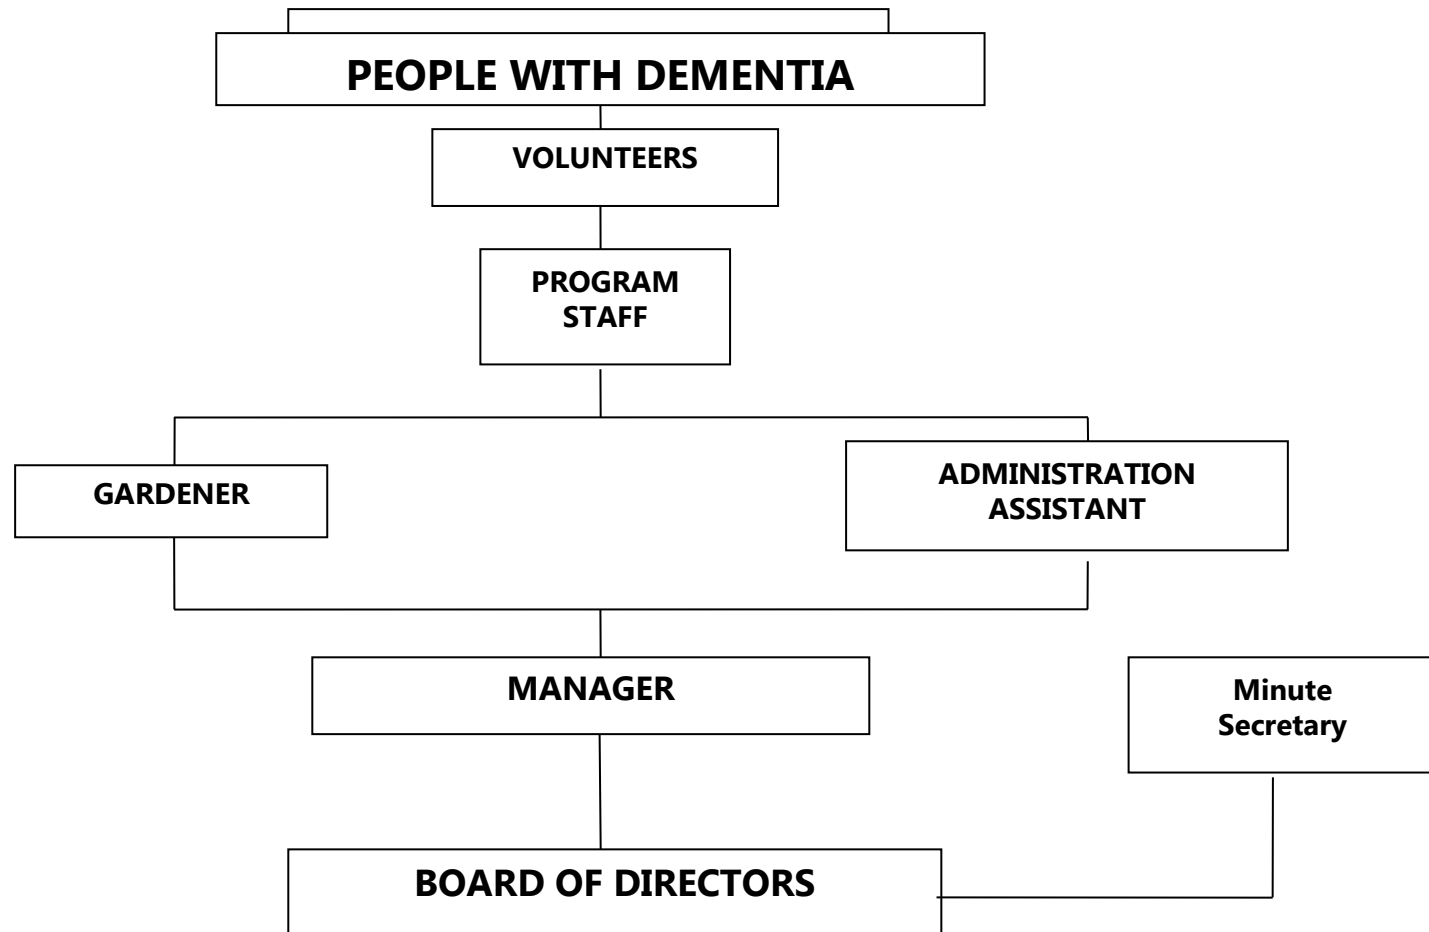 PEOPLE WITH DEMENTIA
VOLUNTEERS
PROGRAM
STAFF
GARDENER
ADMINISTRATION
ASSISTANT
MANAGER
Minute
Secretary
BOARD OF DIRECTORS